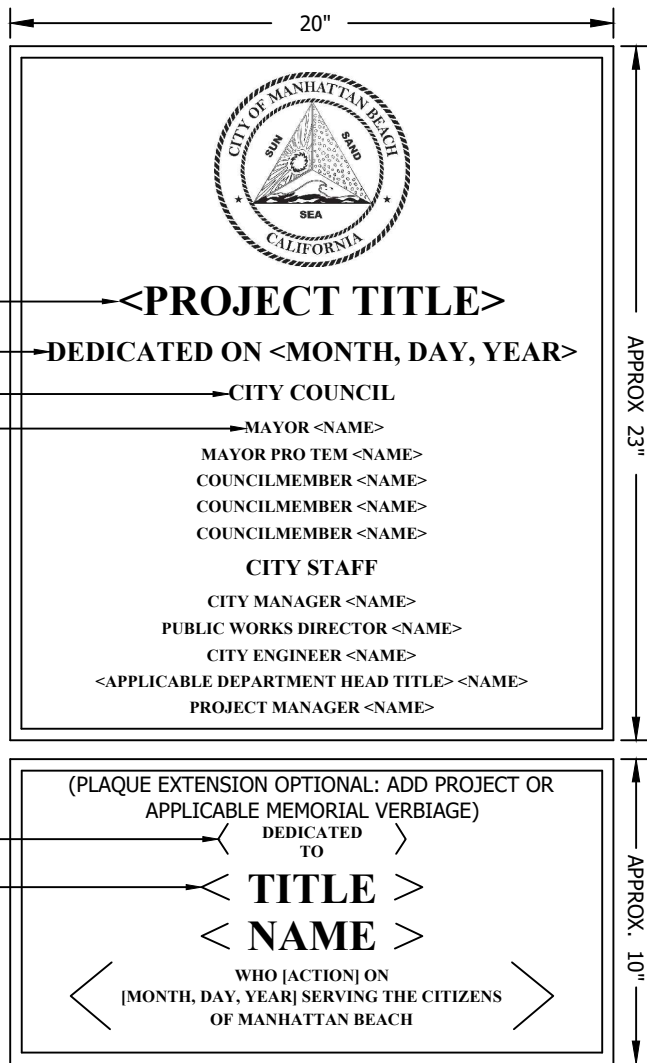 20"
CITY OF MANHATTAN BEACH
SUN
SAND
SEA
CALIFORNIA
<PROJECT TITLE>
DEDICATED ON <MONTH, DAY, YEAR>
CITY COUNCIL
MAYOR <NAME>
MAYOR PRO TEM <NAME>
COUNCILMEMBER <NAME>
COUNCILMEMBER <NAME>
COUNCILMEMBER <NAME>
CITY STAFF
CITY MANAGER <NAME>
PUBLIC WORKS DIRECTOR <NAME>
CITY ENGINEER <NAME>
<APPLICABLE DEPARTMENT HEAD TITLE> <NAME>
PROJECT MANAGER <NAME>
APPROX 23"
(PLAQUE EXTENSION OPTIONAL: ADD PROJECT OR
APPLICABLE MEMORIAL VERBIAGE)
< DEDICATED
TO >
< TITLE >
< NAME >
< WHO [ACTION] ON
[MONTH, DAY, YEAR] SERVING THE CITIZENS
OF MANHATTAN BEACH >
APPROX. 10"